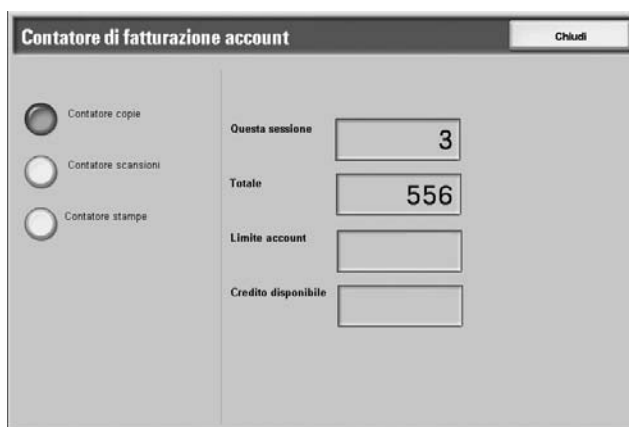 Contatore di fatturazione account
Chiudi
Contatore copie
Contatore scansioni
Contatore stampe
Questa sessione
3
Totale
556
Limite account
Credito disponibile